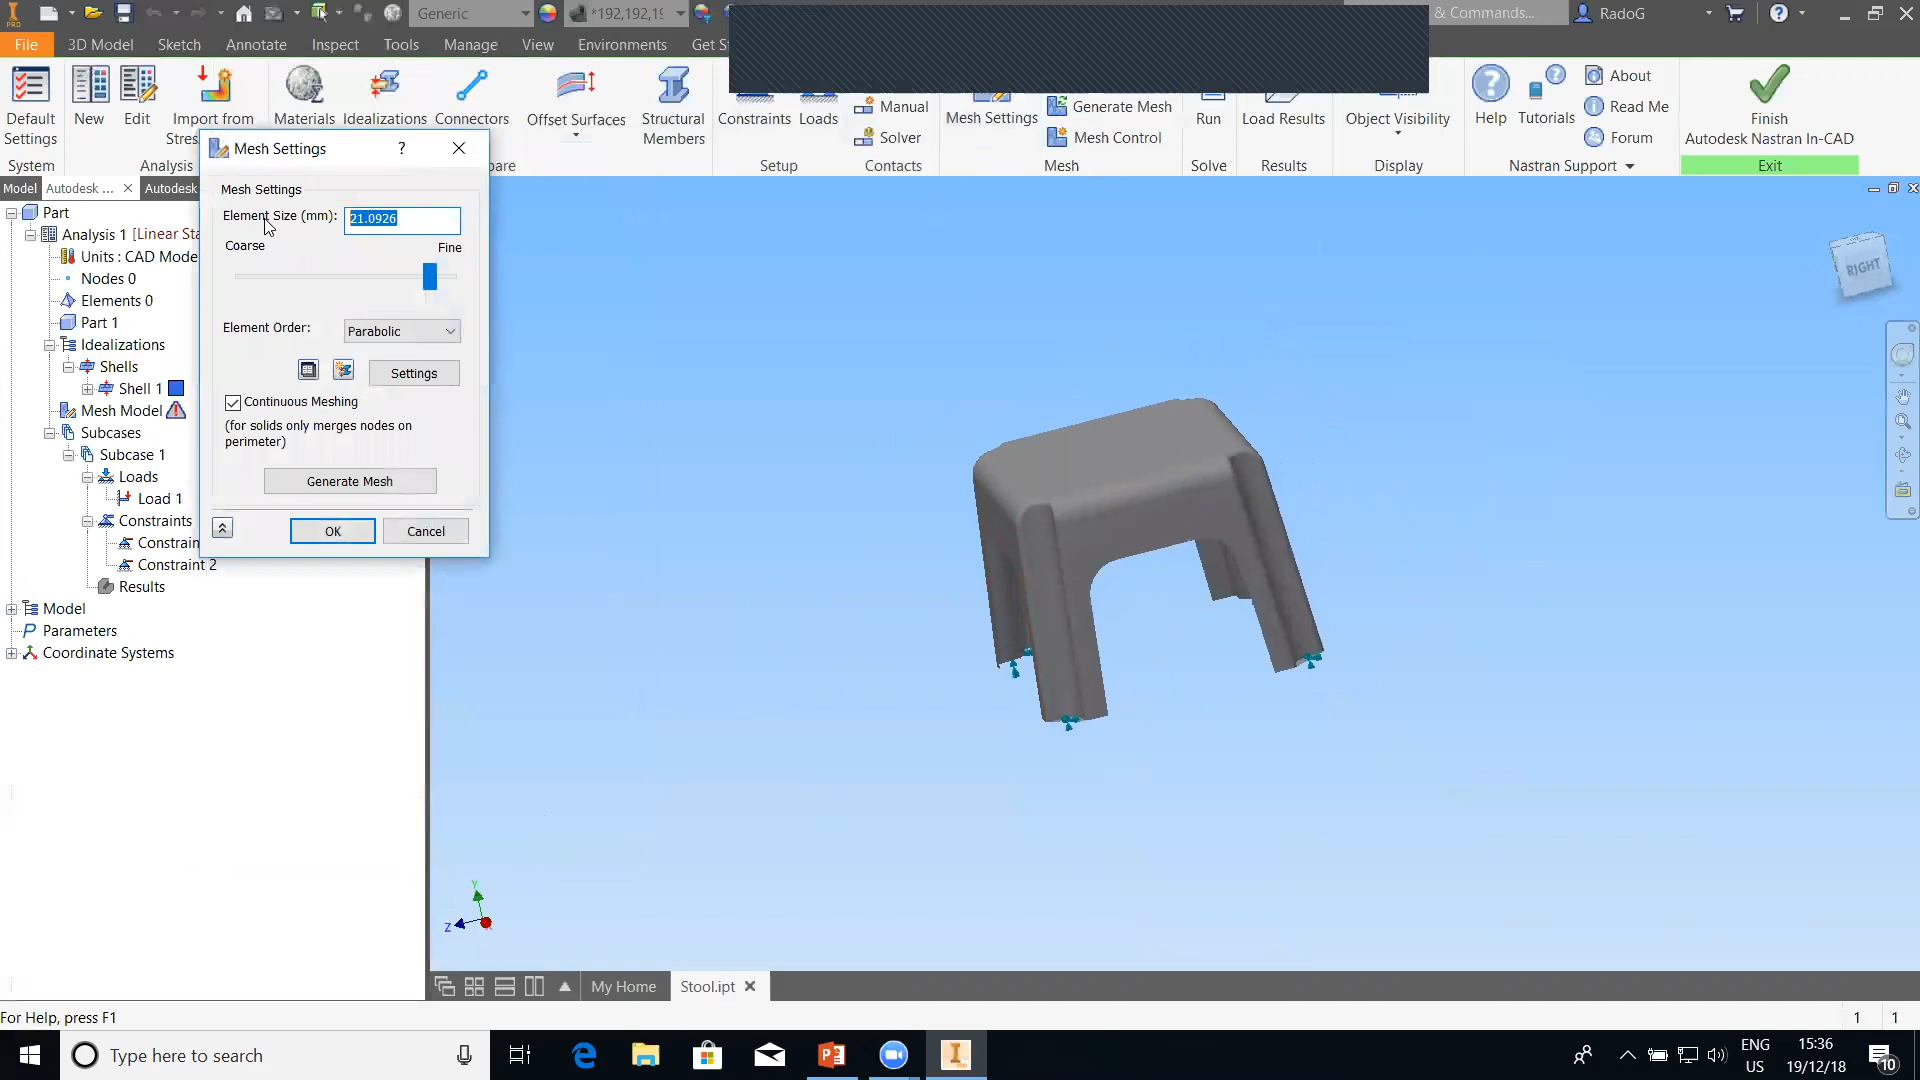 PRO
Generic
*192,192,19
& Commands...
RadoG
File
3D Model
Sketch
Annotate
Inspect
Tools
Manage
View
Environments
Get S
Default
Settings
New
Edit
Import from
Stres
Materials
Idealizations
Connectors
Offset Surfaces
Structural
Members
Constraints
Loads
Manual
Solver
Mesh Settings
Generate Mesh
Mesh Control
Run
Load Results
Object Visibility
Help
Tutorials
About
Read Me
Forum
Finish
Autodesk Nastran In-CAD
System
Analysis
pare
Setup
Contacts
Mesh
Solve
Results
Display
Nastran Support
Exit
Model
Autodesk ...
Autodesk
Part
Analysis 1 [Linear Sta
Units : CAD Mode
Nodes 0
Elements 0
Part 1
Idealizations
Shells
Shell 1
Mesh Model
Subcases
Subcase 1
Loads
Load 1
Constraints
Constrain
Constraint 2
Results
Model
Parameters
Coordinate Systems
Mesh Settings
?
Mesh Settings
Element Size (mm):
21.0926
Coarse
Fine
Element Order:
Parabolic
Settings
Continuous Meshing
(for solids only merges nodes on
perimeter)
Generate Mesh
OK
Cancel
RIGHT
Y
Z
My Home
Stool.ipt
For Help, press F1
1
1
Type here to search
ENG
US
15:36
19/12/18
10